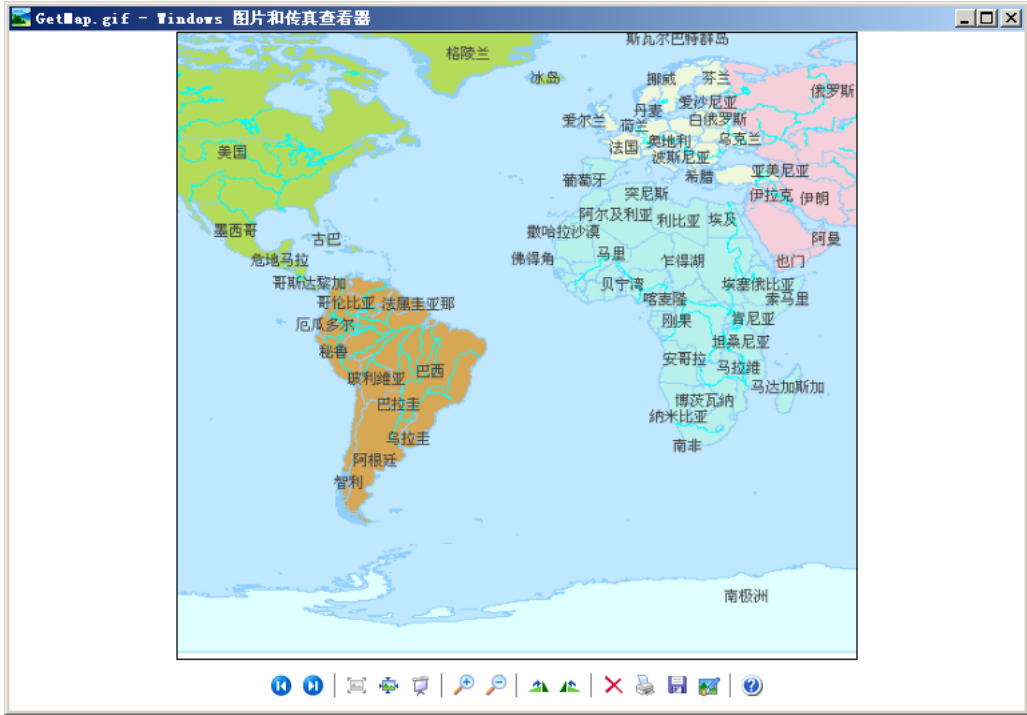 GetMap.gif - Windows 图片和传真查看器
斯瓦尔巴特群岛
格陵兰
冰岛
挪威
芬兰
俄罗斯
丹麦
爱沙尼亚
爱尔兰
荷兰
白俄罗斯
美国
法国
奥地利
乌克兰
波斯尼亚
希腊
亚美尼亚
葡萄牙
突尼斯
伊拉克
伊朗
阿尔及利亚
利比亚
埃及
墨西哥
古巴
撒哈拉沙漠
阿曼
危地马拉
佛得角
马里
乍得湖
也门
哥斯达黎加
贝宁湾
埃塞俄比亚
哥伦比亚
法属圭亚那
喀麦隆
索马里
厄瓜多尔
刚果
肯尼亚
秘鲁
坦桑尼亚
安哥拉
马拉维
玻利维亚
巴西
马达加斯加
巴拉圭
博茨瓦纳
纳米比亚
乌拉圭
南非
阿根廷
智利
南极洲